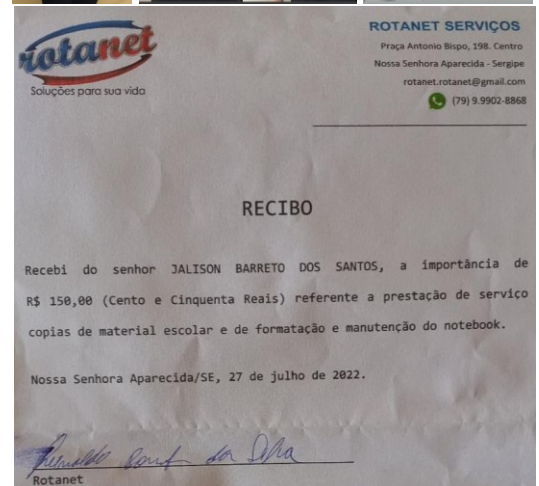 rotanet
Soluções para sua vida
ROTANET SERVIÇOS
Praça Antonio Bispo, 198. Centro
Nossa Senhora Aparecida - Sergipe
rotanet.rotanet@gmail.com
(79) 9.9902-8868
RECIBO
Recebi do senhor JALISON BARRETO DOS SANTOS, a importância de
R$ 150,00 (Cento e Cinquenta Reais) referente a prestação de serviço
copias de material escolar e de formatação e manutenção do notebook.
Nossa Senhora Aparecida/SE, 27 de julho de 2022.
da
Rotanet